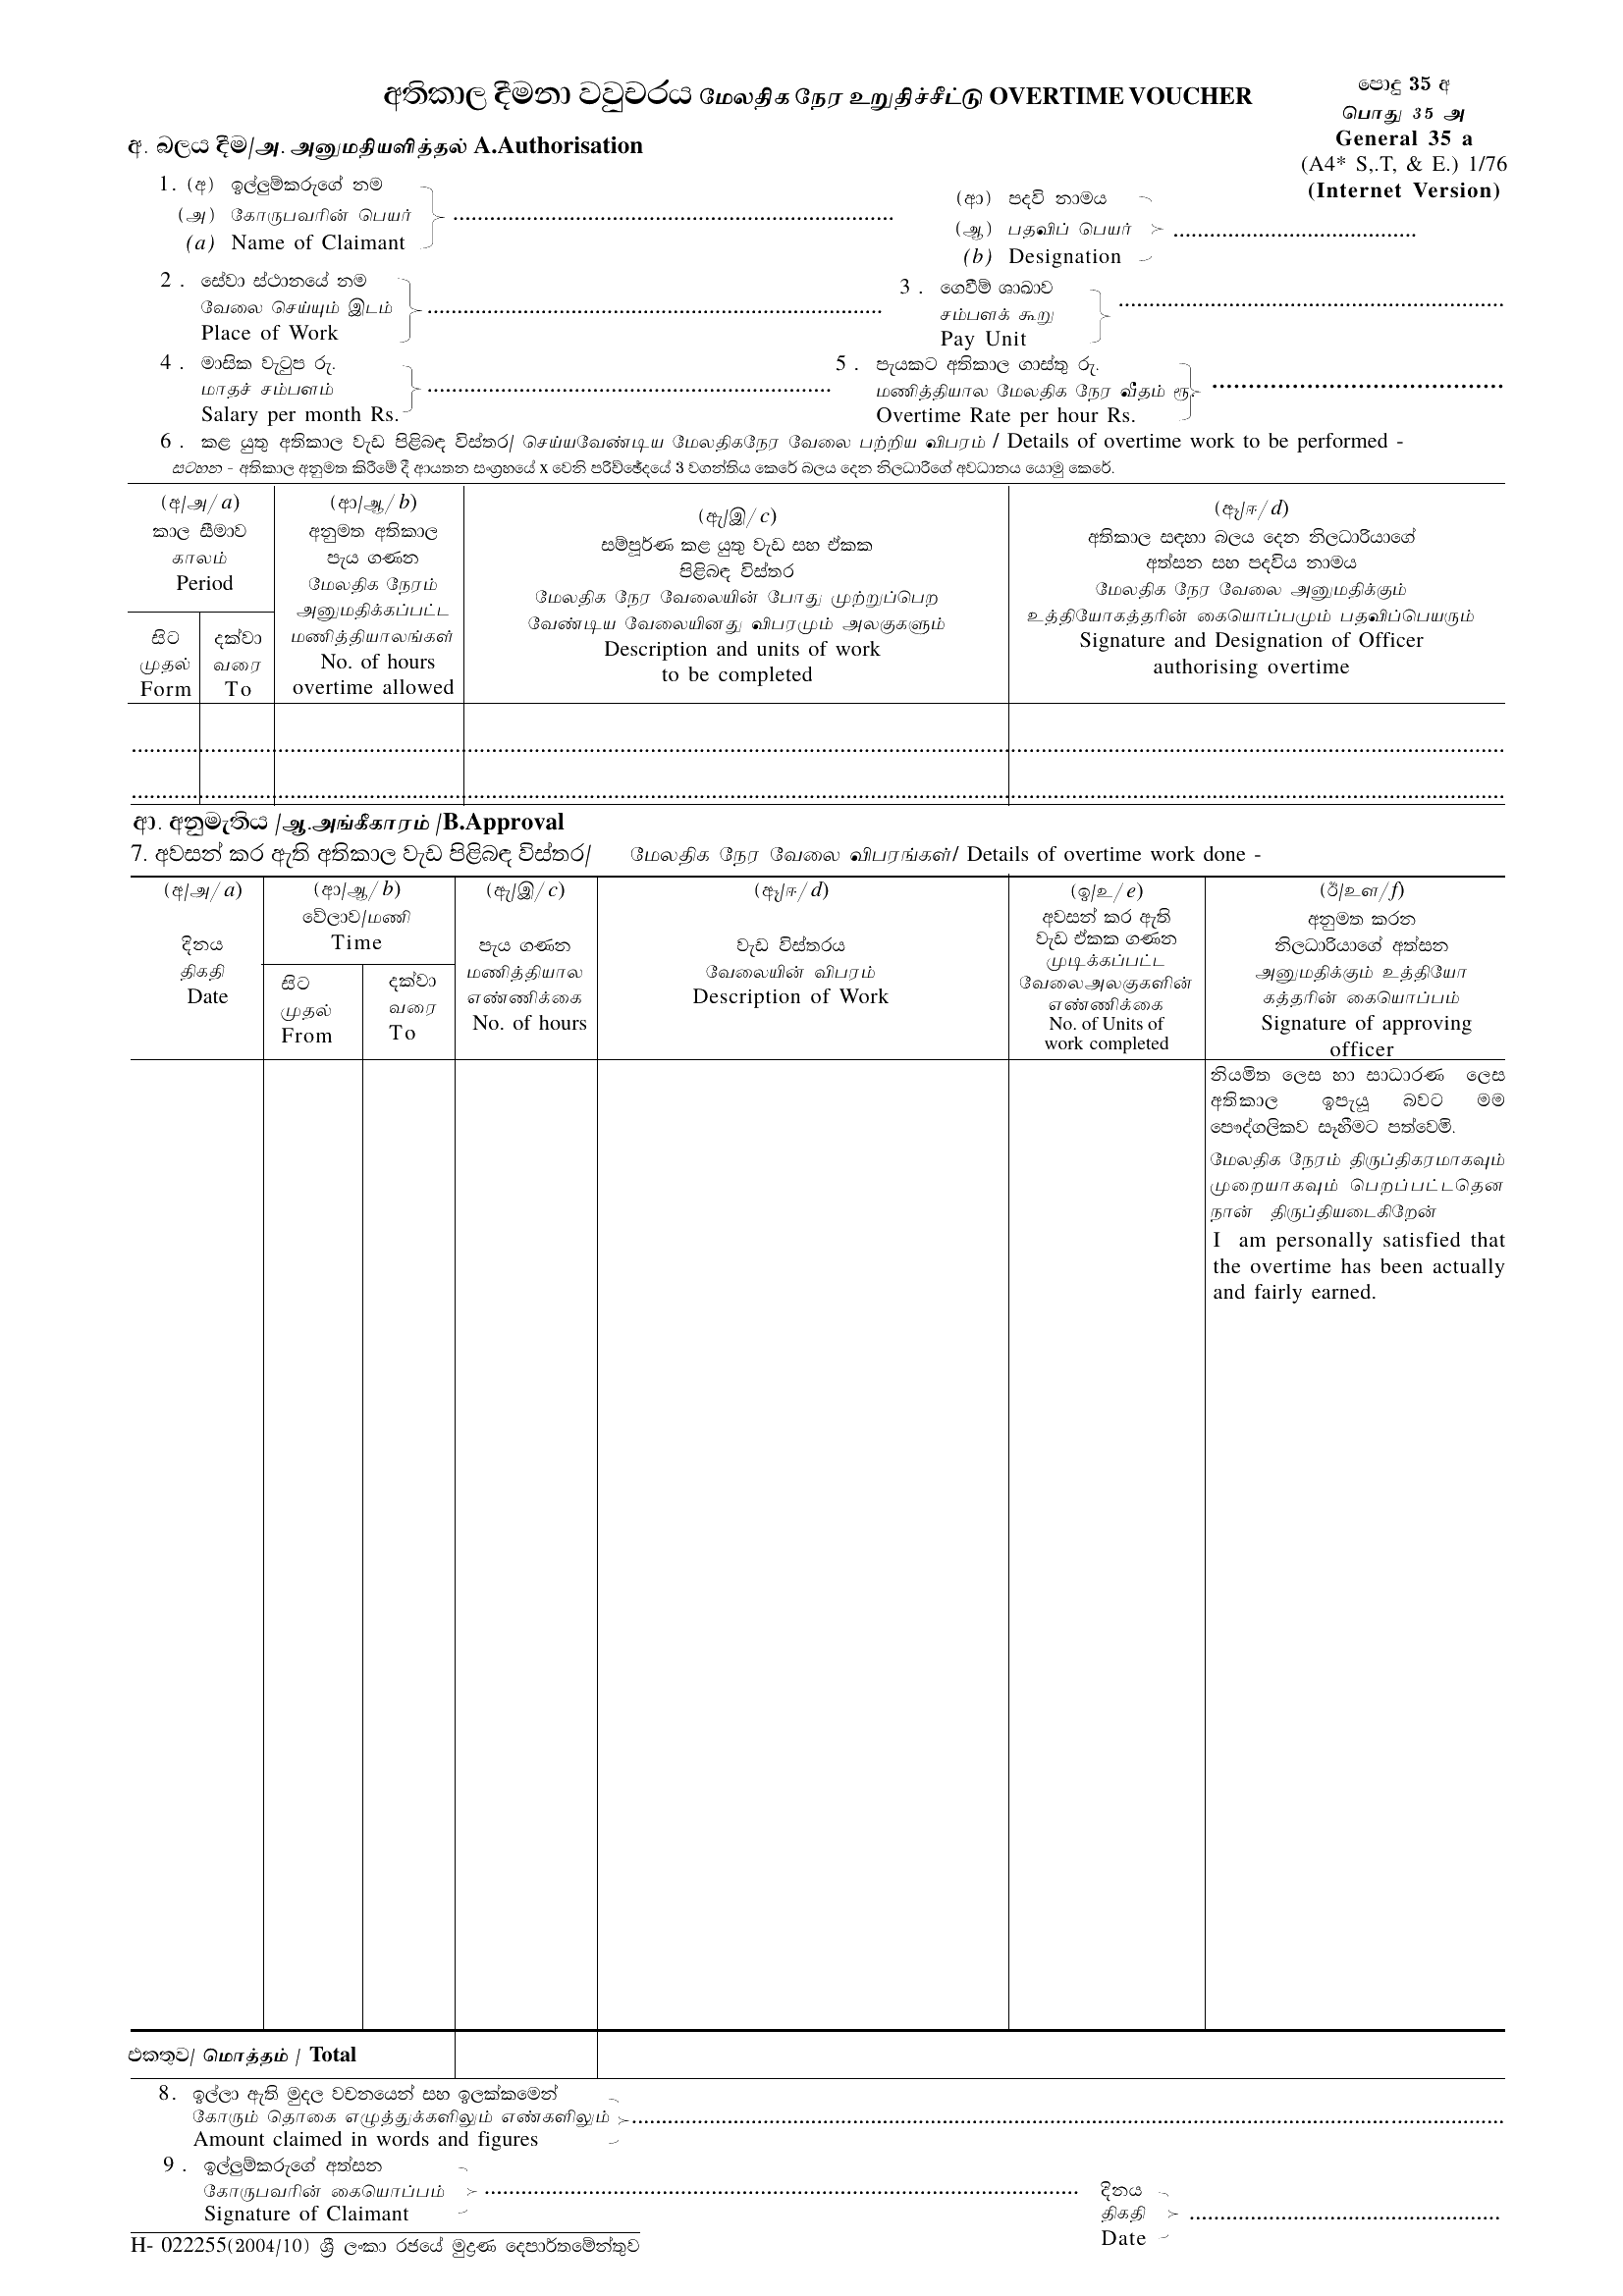 අතිකාල දීමනා වවුචරය மேலதிக நேர உறுதிச்சீட்டு OVERTIME VOUCHER
පොදු 35 අ
பொது 35 அ
General 35 a
(A4* S,.T, & E.) 1/76
(Internet Version)
අ. බලය දීම/அ. அனுமதியளித்தல் A.Authorisation
1. (අ) ඉල්ලුම්කරුගේ නම
(அ) கோருபவரின் பெயர் ....................
(a) Name of Claimant
(ආ) පදවි නාමය
(ஆ) பதவிப் பெயர் ....................
(b) Designation
2 . සේවා ස්ථානයේ නම
வேலை செய்யும் இடம் ....................
Place of Work
3 . ගෙවීම් ශාඛාව
சம்பளக் கூறு ....................
Pay Unit
4 . මාසික වැටුප රු.
மாதச் சம்பளம் ....................
Salary per month Rs.
5 . පැයකට අතිකාල ගාස්තු රු.
மணித்தியால மேலதிக நேர வீதம் ரூ. ....................
Overtime Rate per hour Rs.
6 . කළ යුතු අතිකාල වැඩ පිළිබඳ විස්තර/ செய்யவேண்டிய மேலதிகநேர வேலை பற்றிய விபரம் / Details of overtime work to be performed -
සටහන - අතිකාල අනුමත කිරීමේ දී ආයතන සංග්‍රහයේ x වෙනි පරිච්ඡේදයේ 3 වගන්තිය කෙරේ බලය දෙන නිලධාරීගේ අවධානය යොමු කෙරේ.
(අ/அ/a)
කාල සීමාව
காலம்
Period
සිට
முதல்
Form
දක්වා
வரை
To
(ආ/ஆ/b)
අනුමත අතිකාල
පැය ගණන
மேலதிக நேரம்
அனுமதிக்கப்பட்ட
மணித்தியாலங்கள்
No. of hours
overtime allowed
(ඇ/இ/c)
සම්පූර්ණ කළ යුතු වැඩ සහ ඒකක
පිළිබඳ විස්තර
மேலதிக நேர வேலையின் போது முற்றுப்பெற
வேண்டிய வேலையினது விபரமும் அலகுகளும்
Description and units of work
to be completed
(ඈ/ஈ/d)
අතිකාල සඳහා බලය දෙන නිලධාරියාගේ
අත්සන සහ පදවිය නාමය
மேலதிக நேர வேலை அனுமதிக்கும்
உத்தியோகத்தரின் கையொப்பமும் பதவிப்பெயரும்
Signature and Designation of Officer
authorising overtime
ආ. අනුමැතිය /ஆ.அங்கீகாரம் /B.Approval
7. අවසන් කර ඇති අතිකාල වැඩ පිළිබඳ විස්තර/ மேலதிக நேர வேலை விபரங்கள்/ Details of overtime work done -
(අ/அ/a)
දිනය
திகதி
Date
(ආ/ஆ/b)
වේලාව/மணி
Time
සිට
முதல்
From
දක්වා
வரை
To
(ඇ/இ/c)
පැය ගණන
மணித்தியால
எண்ணிக்கை
No. of hours
(ඈ/ஈ/d)
වැඩ විස්තරය
வேலையின் விபரம்
Description of Work
(ඉ/உ/e)
අවසන් කර ඇති
වැඩ ඒකක ගණන
முடிக்கப்பட்ட
வேலைஅலகுகளின்
எண்ணிக்கை
No. of Units of
work completed
(ඊ/உள/f)
අනුමත කරන
නිලධාරියාගේ අත්සන
அனுமதிக்கும் உத்தியோ
கத்தரின் கையொப்பம்
Signature of approving
officer
නියමිත ලෙස හා සාධාරණ ලෙස
අතිකාල ඉපැයූ බවට මම
පෞද්ගලිකව සෑහීමට පත්වෙමි.
மேலதிக நேரம் திருப்திகரமாகவும்
முறையாகவும் பெறப்பட்டதென
நான் திருப்தியடைகிறேன்
I am personally satisfied that
the overtime has been actually
and fairly earned.
එකතුව/ மொத்தம் / Total
8. ඉල්ලා ඇති මුදල වචනයෙන් සහ ඉලක්කමෙන්
கோரும் தொகை எழுத்துக்களிலும் எண்களிலும் ....................
Amount claimed in words and figures
9 . ඉල්ලුම්කරුගේ අත්සන
கோருபவரின் கையொப்பம் ....................
Signature of Claimant
දිනය
திகதி ....................
Date
H- 022255(2004/10) ශ්‍රී ලංකා රජයේ මුද්‍රණ දෙපාර්තමේන්තුව